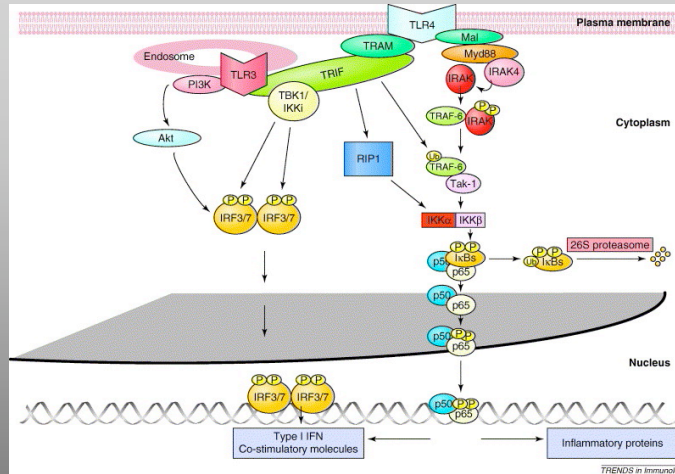 Plasma membrane
TLR4
TRAM
Mal
Myd88
Endosome
TLR3
TRIF
PI3K
IRAK
IRAK4
TBK1/
IKKi
P P
TRAF-6
IRAK
Cytoplasm
Akt
RIP1
Ub
TRAF-6
Tak-1
P P P P
IRF3/7 IRF3/7
IKKα IKKβ
26S proteasome
P P
p50 IκBs
p65
P P
Ub IκBs
p50
p65
p50 P P
p65
Nucleus
P P P P
IRF3/7 IRF3/7
p50 P P
p65
Type I IFN
Co-stimulatory molecules
Inflammatory proteins
TRENDS in Immunol